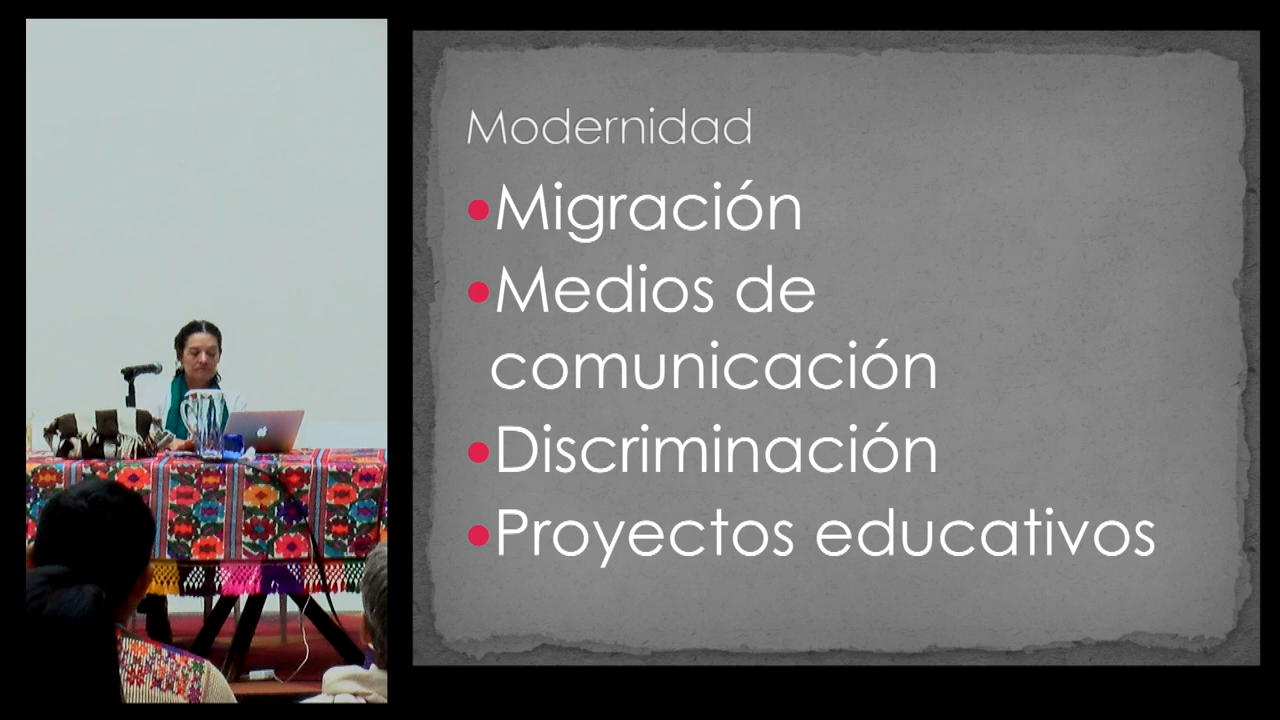 Modernidad
•Migración
•Medios de
comunicación
•Discriminación
•Proyectos educativos